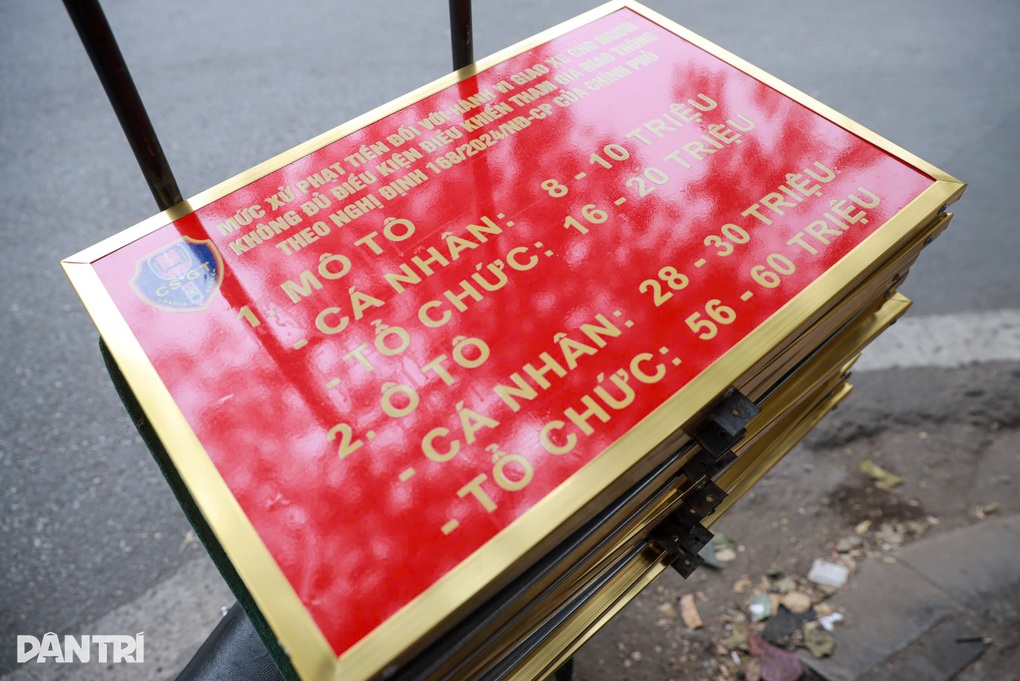 MỨC XỬ PHẠT TIỀN ĐỐI VỚI HÀNH VI GIAO XE CHO NGƯỜI
KHÔNG ĐỦ ĐIỀU KIỆN ĐIỀU KHIỂN THAM GIA GIAO THÔNG
THEO NGHỊ ĐỊNH 168/2024/NĐ-CP CỦA CHÍNH PHỦ
CSGT
1. MÔ TÔ
- CÁ NHÂN: 8 - 10 TRIỆU
- TỔ CHỨC: 16 - 20 TRIỆU
2. Ô TÔ
- CÁ NHÂN: 28 - 30 TRIỆU.
- TỔ CHỨC: 56 - 60 TRIỆU
DÂN TRÍ